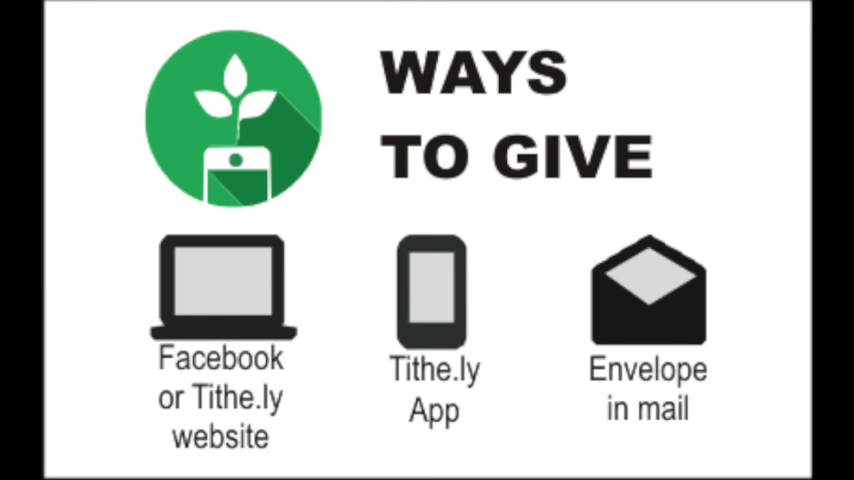 WAYS
TO GIVE
Facebook
or Tithe.ly
website
Tithe.ly
App
Envelope
in mail